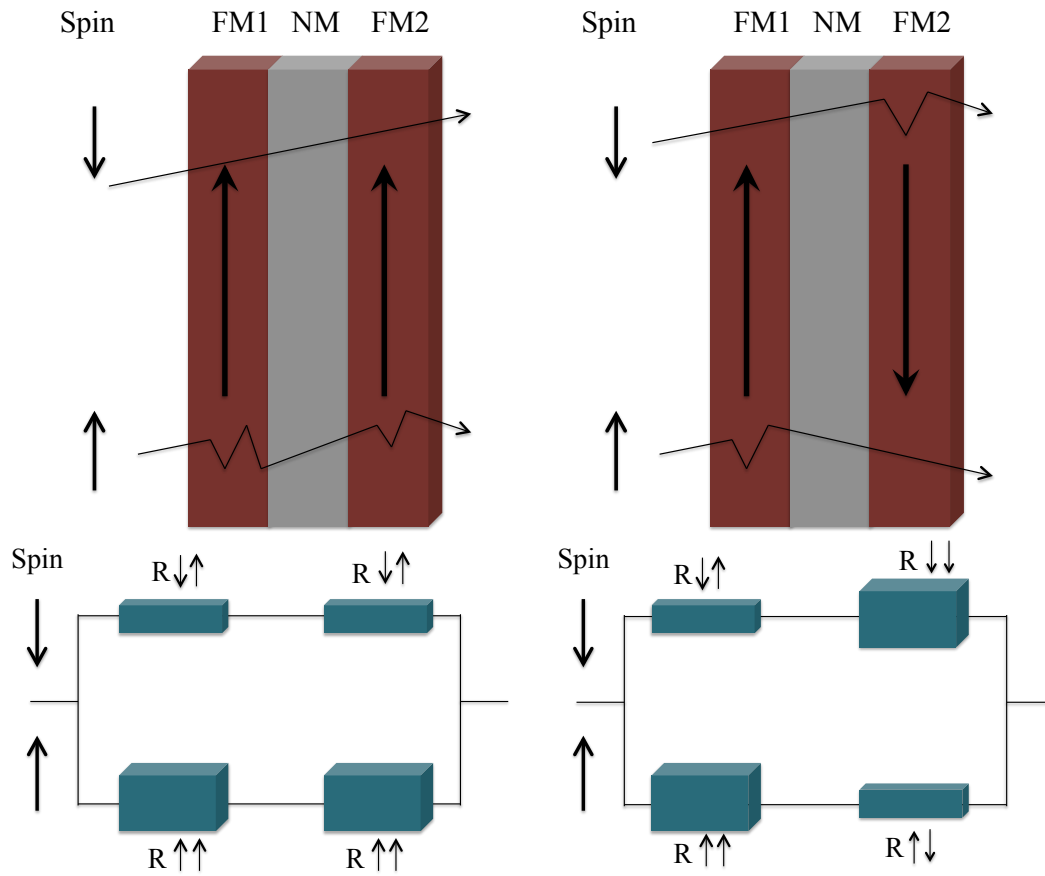 Spin FM1 NM FM2
Spin FM1 NM FM2
Spin
R ↓↑ R ↓↑
R ↑↑ R ↑↑
Spin
R ↓↑ R ↓↓
R ↑↑ R ↑↓